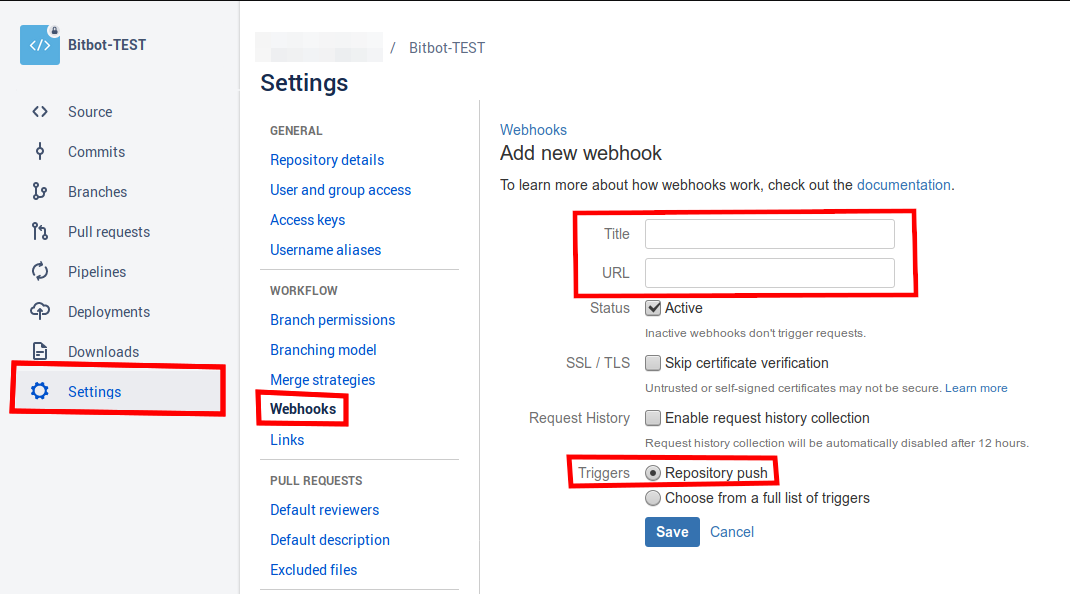 Bitbot-TEST
Source
Commits
Branches
Pull requests
Pipelines
Deployments
Downloads
Settings
/ Bitbot-TEST
Settings
GENERAL
Repository details
User and group access
Access keys
Username aliases
WORKFLOW
Branch permissions
Branching model
Merge strategies
Webhooks
Links
PULL REQUESTS
Default reviewers
Default description
Excluded files
Webhooks
Add new webhook
To learn more about how webhooks work, check out the documentation.
Title
URL
Status Active
Inactive webhooks don't trigger requests.
SSL / TLS Skip certificate verification
Untrusted or self-signed certificates may not be secure. Learn more
Request History Enable request history collection
Request history collection will be automatically disabled after 12 hours.
Triggers Repository push
Choose from a full list of triggers
Save Cancel